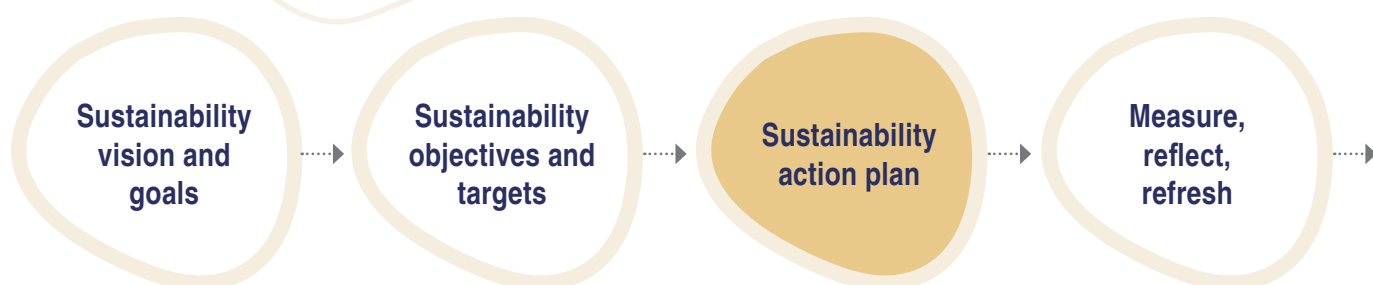 Sustainability
vision and
goals
Sustainability
objectives and
targets
Sustainability
action plan
Measure,
reflect,
refresh